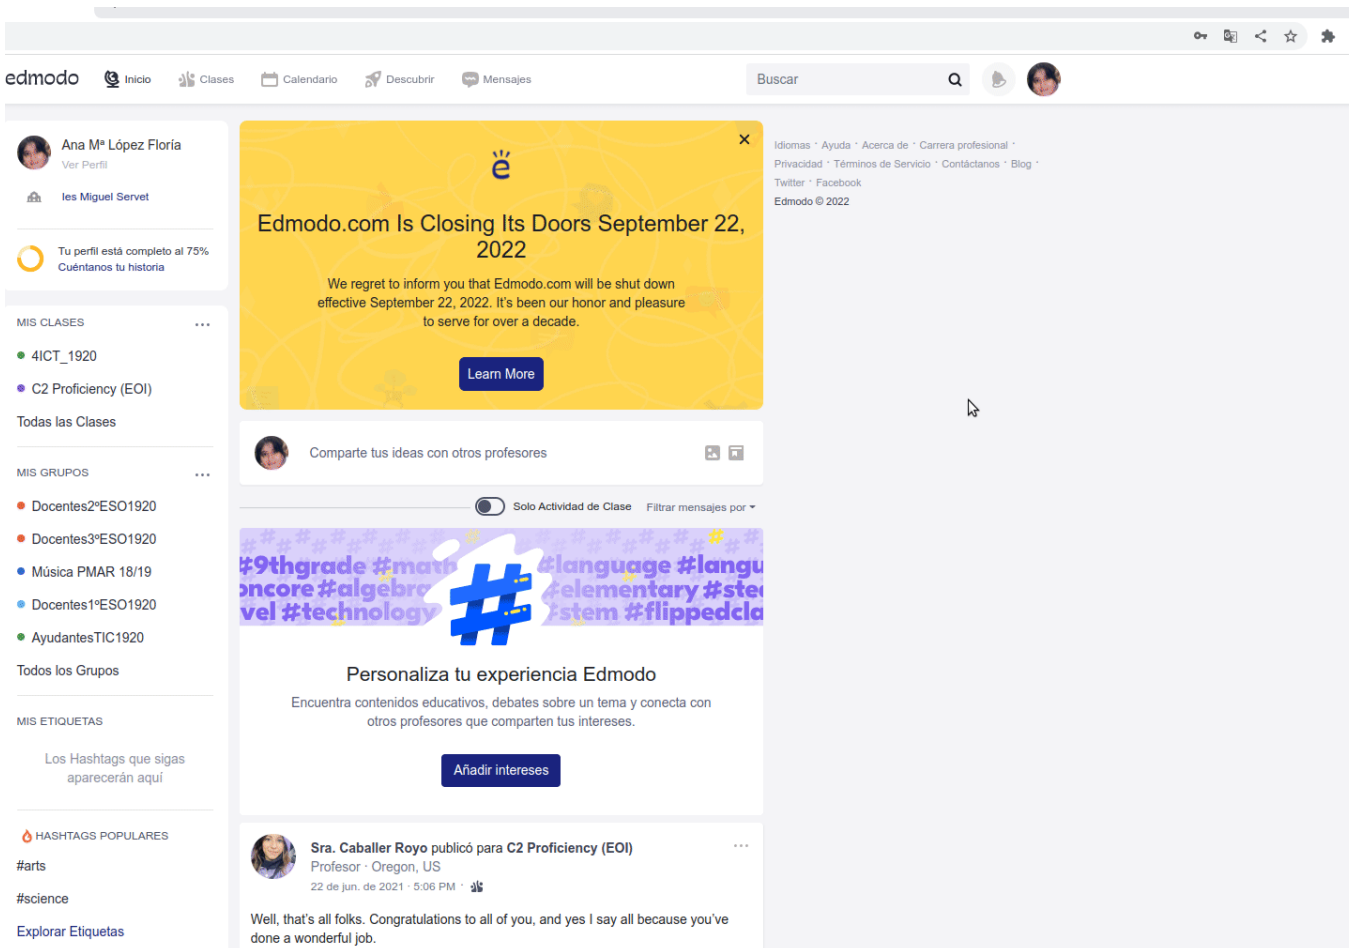 edmodo
Inicio
Clases
Calendario
Descubrir
Mensajes
Buscar
Ana Mª López Floría
Ver Perfil
Ies Miguel Servet
Tu perfil está completo al 75%
Cuéntanos tu historia
MIS CLASES
4ICT_1920
C2 Proficiency (EOI)
Todas las Clases
MIS GRUPOS
Docentes2ºESO1920
Docentes3ºESO1920
Música PMAR 18/19
Docentes1ºESO1920
AyudantesTIC1920
Todos los Grupos
MIS ETIQUETAS
Los Hashtags que sigas
aparecerán aquí
HASHTAGS POPULARES
#arts
#science
Explorar Etiquetas
ë
Edmodo.com Is Closing Its Doors September 22,
2022
We regret to inform you that Edmodo.com will be shut down
effective September 22, 2022. It's been our honor and pleasure
to serve for over a decade.
Learn More
Comparte tus ideas con otros profesores
Solo Actividad de Clase
Filtrar mensajes por
#9thgrade #math #language #langu
oncore #algebra #elementary #ste
vel #technology #stem #flippedcla
#
Personaliza tu experiencia Edmodo
Encuentra contenidos educativos, debates sobre un tema y conecta con
otros profesores que comparten tus intereses.
Añadir intereses
Sra. Caballer Royo publicó para C2 Proficiency (EOI)
Profesor · Oregon, US
22 de jun. de 2021 · 5:06 PM ·
Well, that's all folks. Congratulations to all of you, and yes I say all because you've
done a wonderful job.
Idiomas · Ayuda · Acerca de · Carrera profesional ·
Privacidad · Términos de Servicio · Contáctanos · Blog ·
Twitter · Facebook
Edmodo © 2022